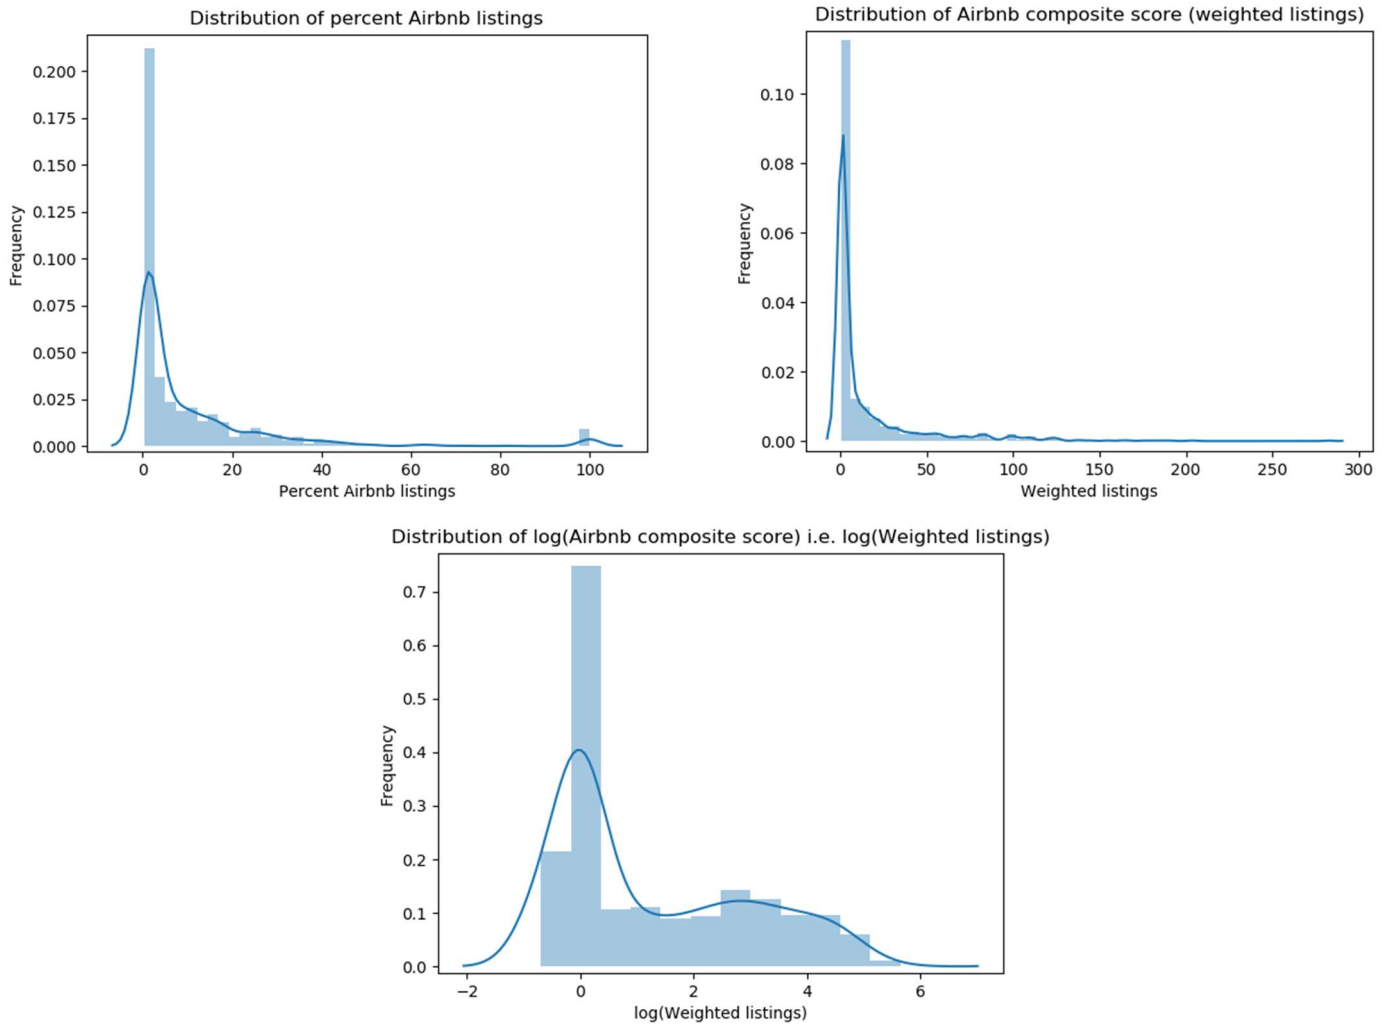 Distribution of percent Airbnb listings
0.200
0.175
0.150
0.125
0.100
0.075
0.050
0.025
0.000
Frequency
0 20 40 60 80 100
Percent Airbnb listings
Distribution of Airbnb composite score (weighted listings)
0.10
0.08
0.06
0.04
0.02
0.00
Frequency
0 50 100 150 200 250 300
Weighted listings
Distribution of log(Airbnb composite score) i.e. log(Weighted listings)
0.7
0.6
0.5
0.4
0.3
0.2
0.1
0.0
Frequency
−2 0 2 4 6
log(Weighted listings)